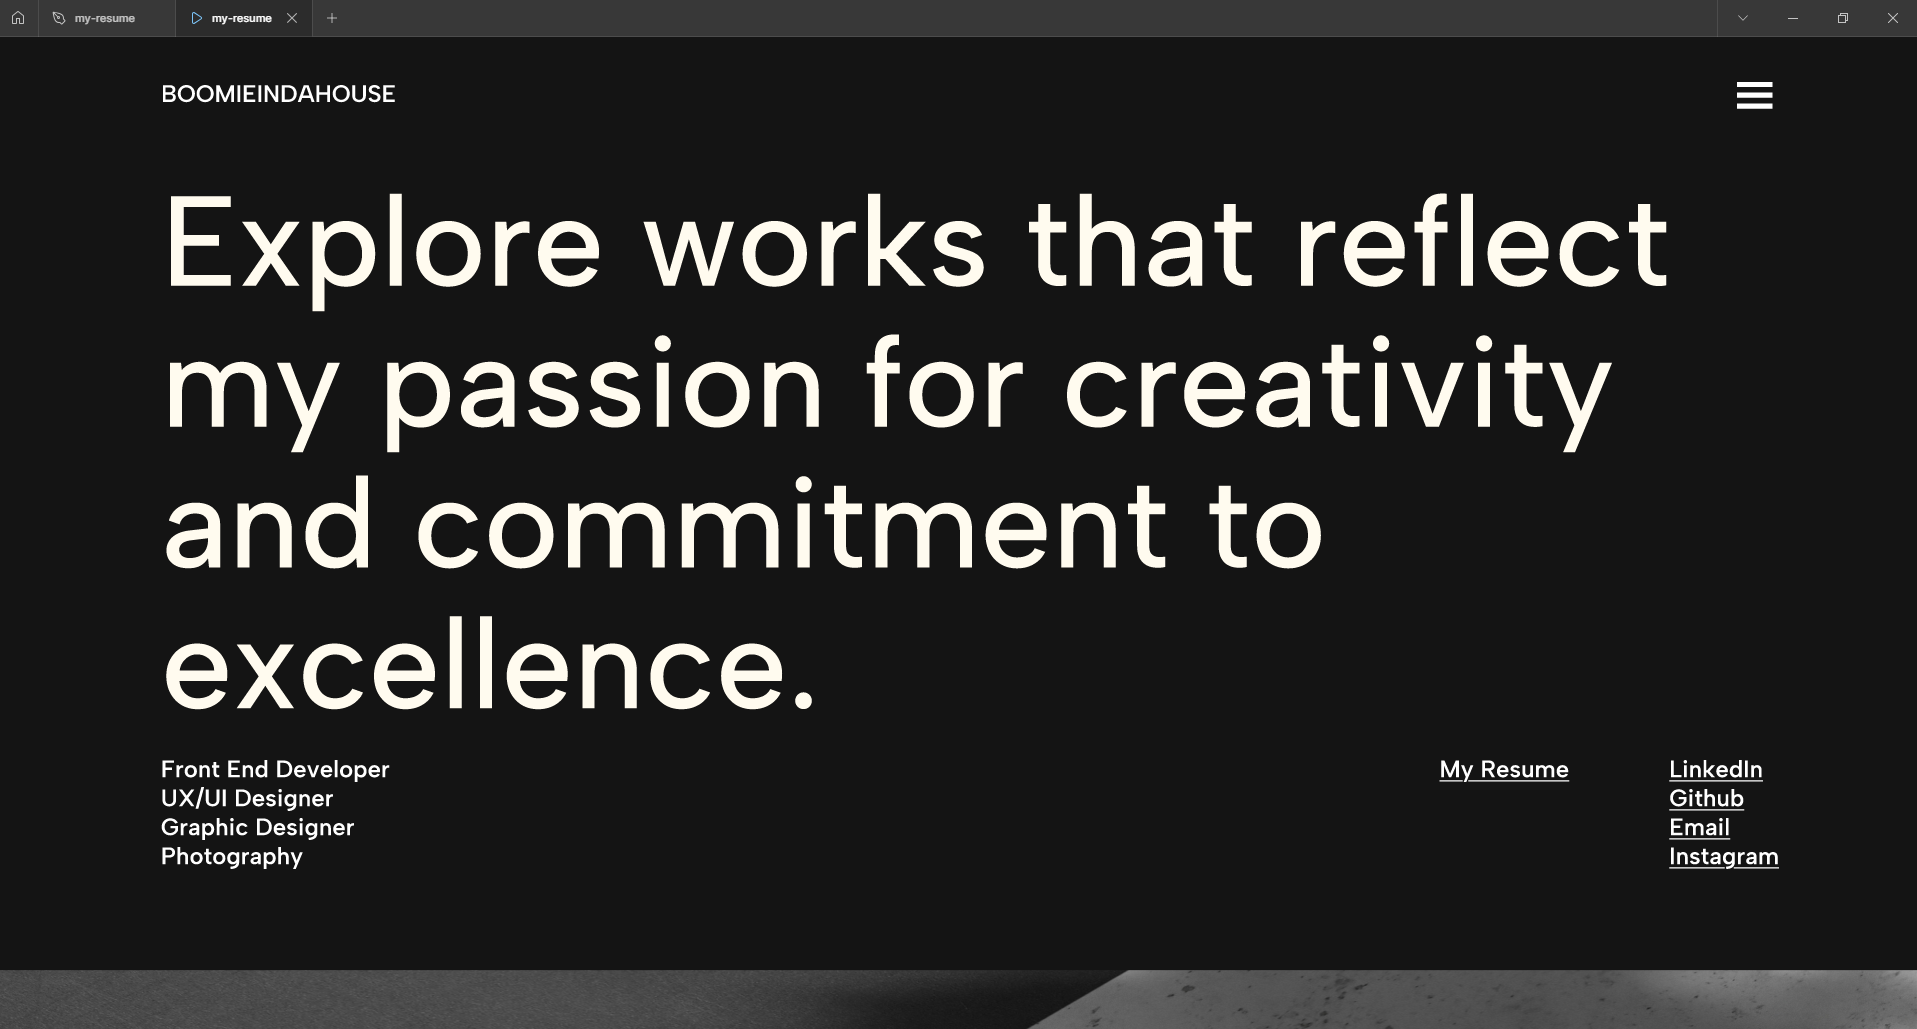 my-resume
my-resume
BOOMIEINDAHOUSE
Explore works that reflect
my passion for creativity
and commitment to
excellence.
Front End Developer
UX/UI Designer
Graphic Designer
Photography
My Resume
LinkedIn
Github
Email
Instagram